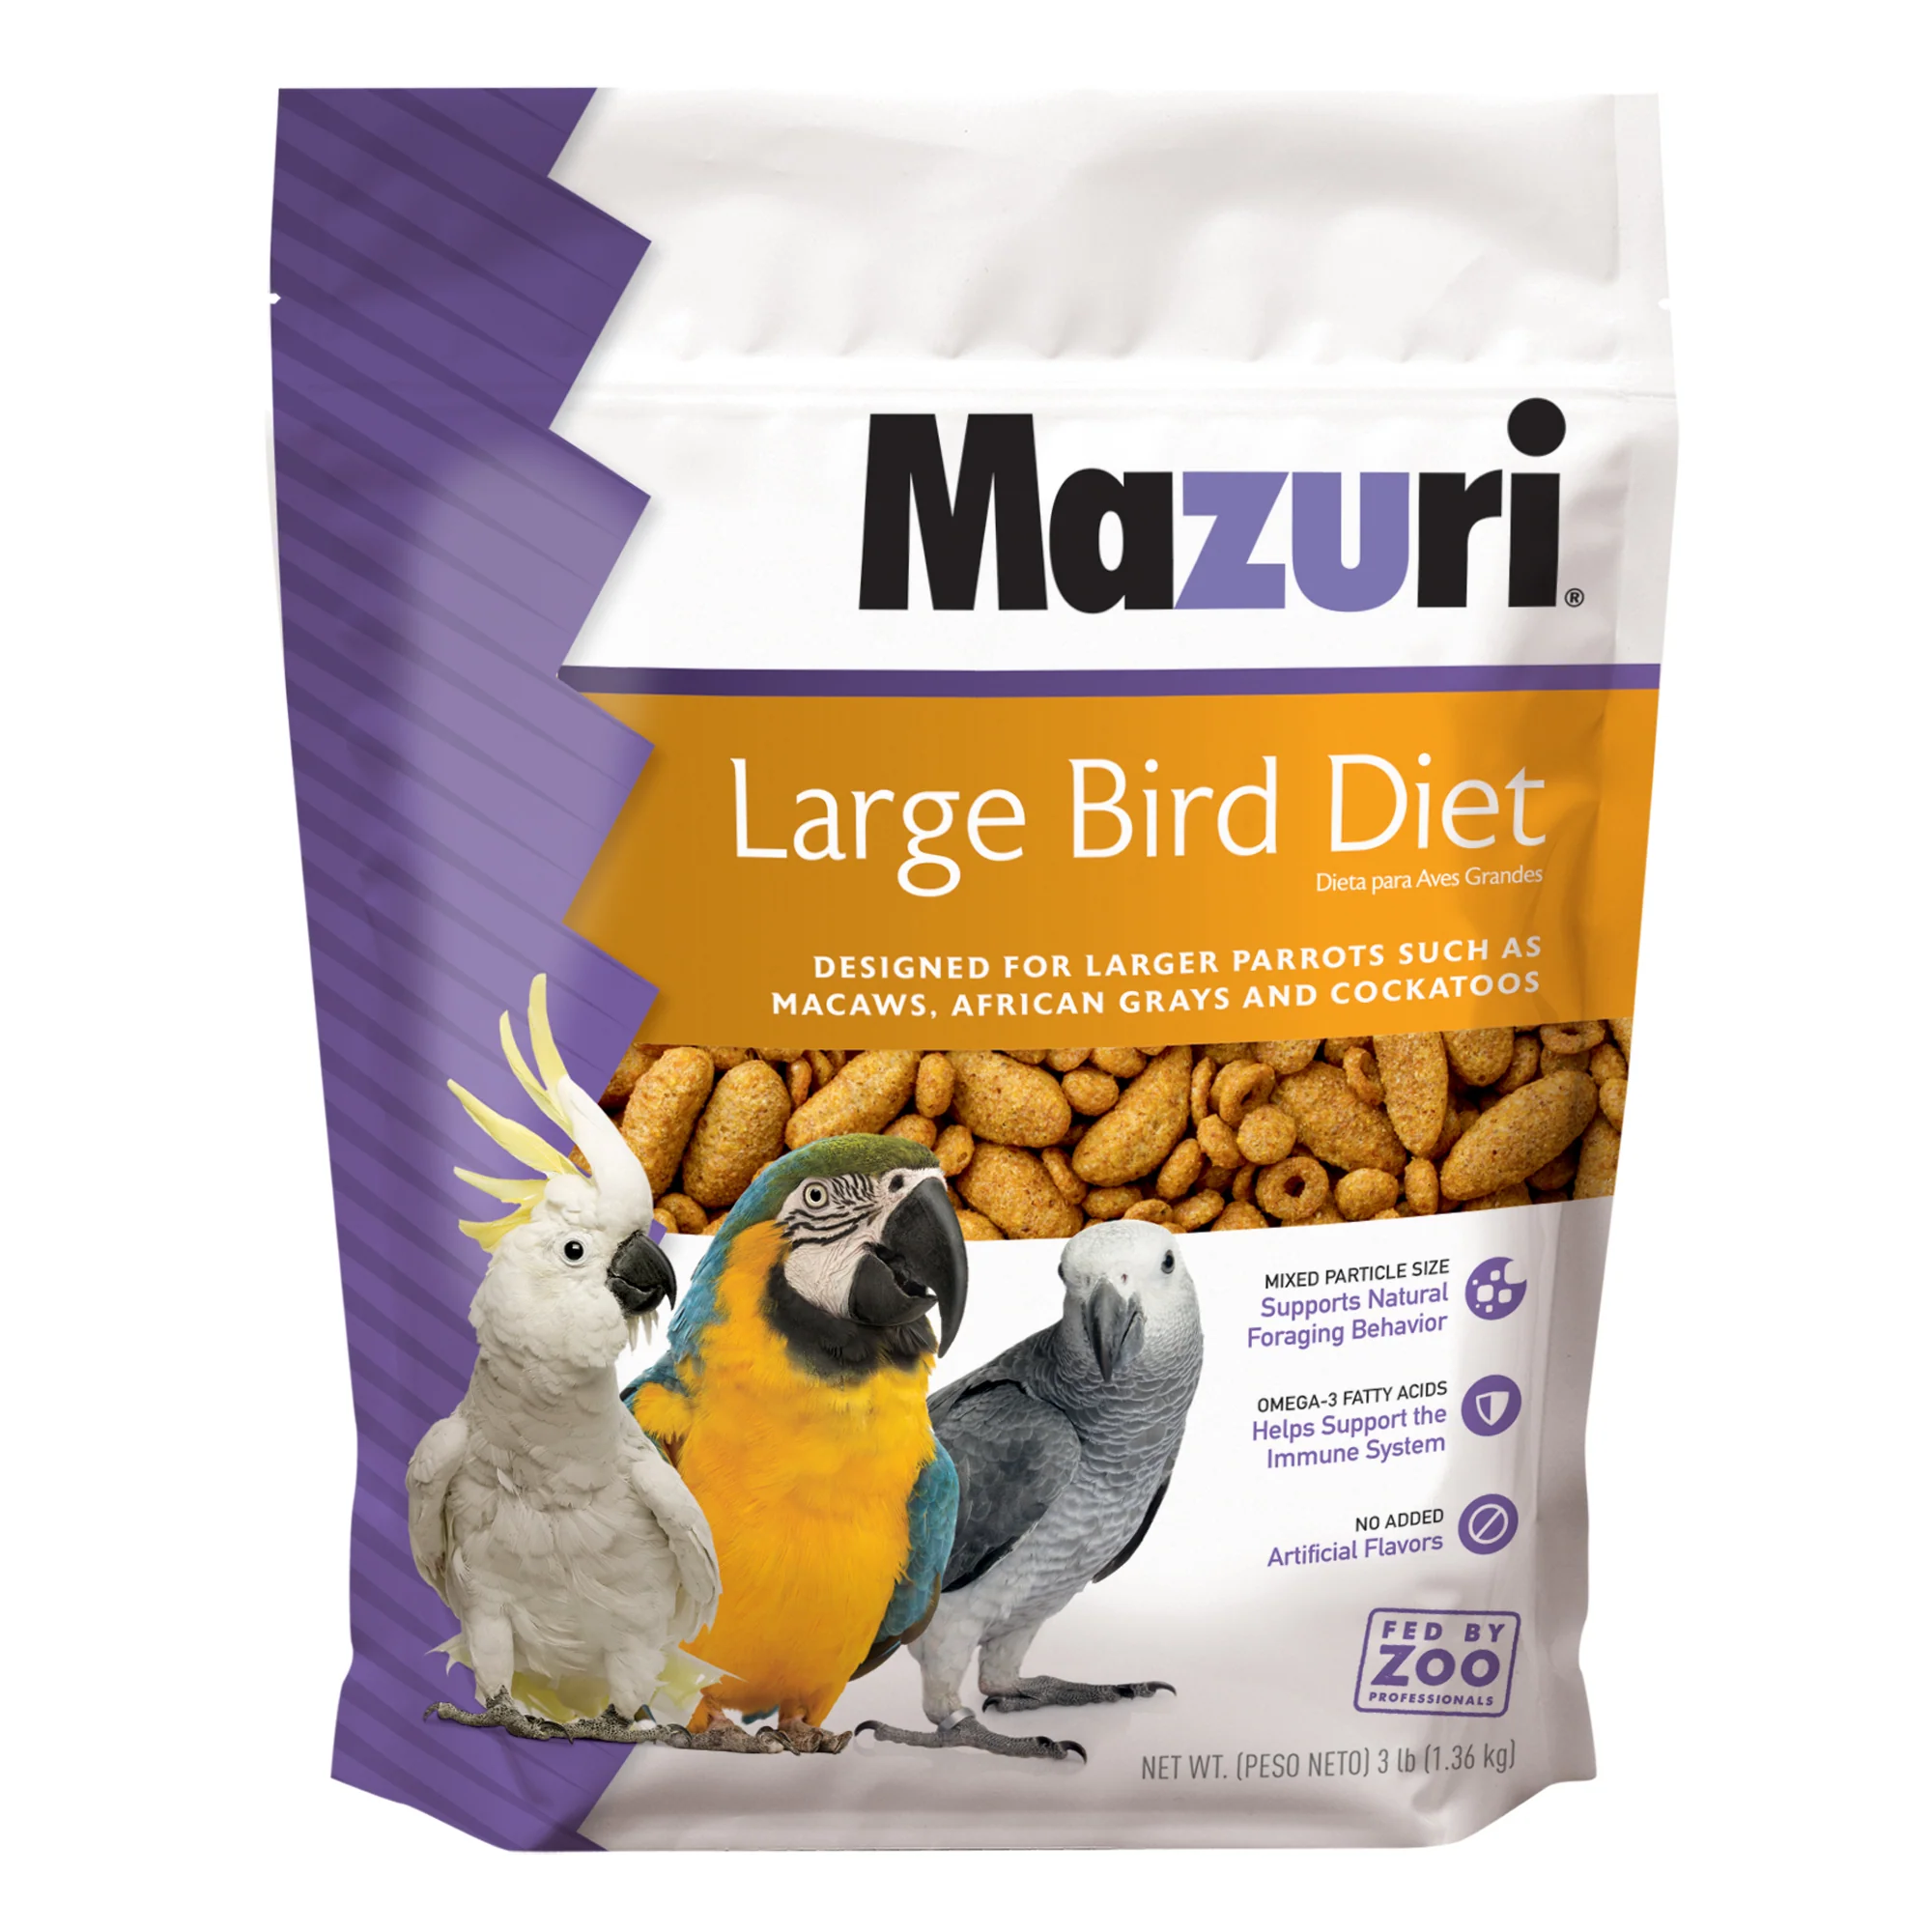 Mazuri®
Large Bird Diet
Dieta para Aves Grandes
DESIGNED FOR LARGER PARROTS SUCH AS
MACAWS, AFRICAN GRAYS AND COCKATOOS
MIXED PARTICLE SIZE
Supports Natural
Foraging Behavior
OMEGA-3 FATTY ACIDS
Helps Support the
Immune System
NO ADDED
Artificial Flavors
FED BY
ZOO
PROFESSIONALS
NET WT. (PESO NETO) 3 lb (1.36 kg)